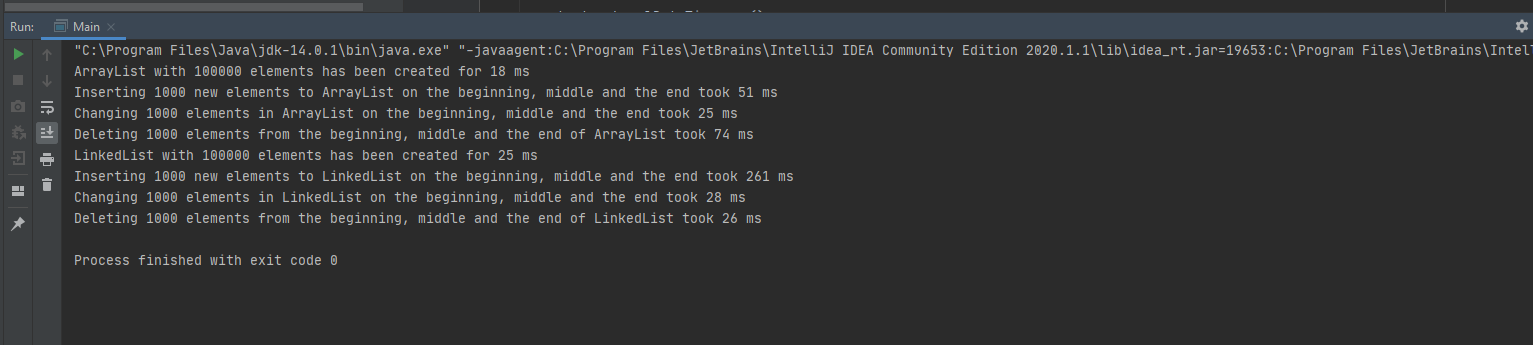 Run: Main
"C:\Program Files\Java\jdk-14.0.1\bin\java.exe" "-javaagent:C:\Program Files\JetBrains\IntelliJ IDEA Community Edition 2020.1.1\lib\idea_rt.jar=19653:C:\Program Files\JetBrains\Intell
ArrayList with 100000 elements has been created for 18 ms
Inserting 1000 new elements to ArrayList on the beginning, middle and the end took 51 ms
Changing 1000 elements in ArrayList on the beginning, middle and the end took 25 ms
Deleting 1000 elements from the beginning, middle and the end of ArrayList took 74 ms
LinkedList with 100000 elements has been created for 25 ms
Inserting 1000 new elements to LinkedList on the beginning, middle and the end took 261 ms
Changing 1000 elements in LinkedList on the beginning, middle and the end took 28 ms
Deleting 1000 elements from the beginning, middle and the end of LinkedList took 26 ms
Process finished with exit code 0